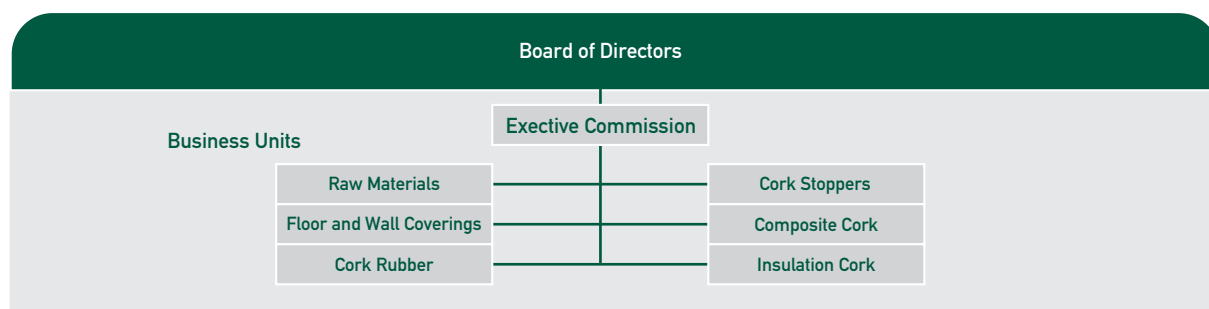 Board of Directors
Exective Commission
Business Units
Raw Materials
Cork Stoppers
Floor and Wall Coverings
Composite Cork
Cork Rubber
Insulation Cork